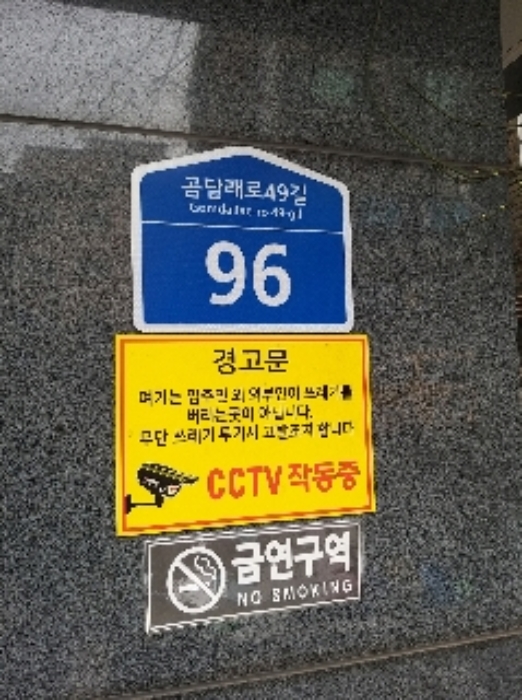 곰달래로49길
Gomdallae-ro 49-gil
96
경고문
여기는 입주민 외 외부인이 쓰레기를
버리는곳이 아닙니다.
무단 쓰레기 투기시 고발조치 합니다
CCTV 작동중
금연구역
NO SMOKING